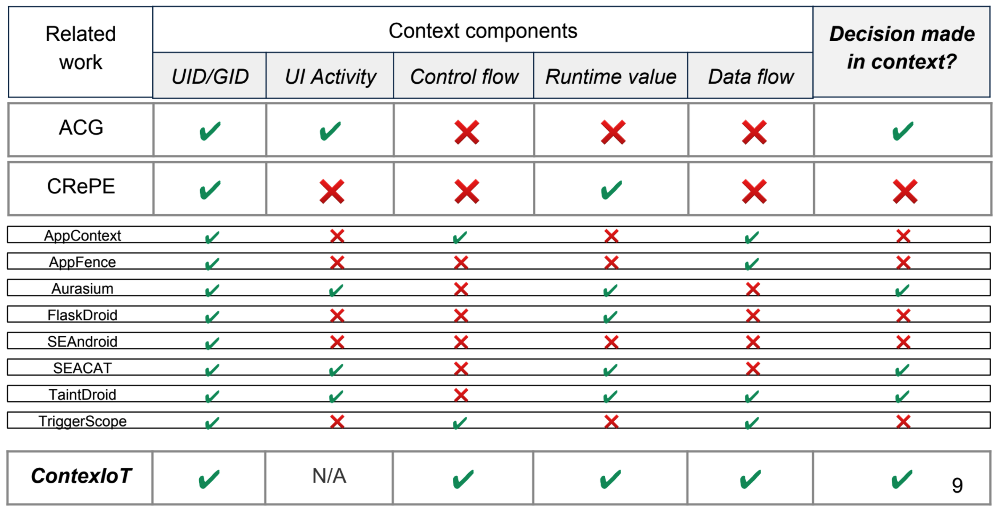 Related work
Context components
Decision made in context?
UID/GID UI Activity Control flow Runtime value Data flow
ACG ✔ ✔ ❌ ❌ ❌ ✔
CRePE ✔ ❌ ❌ ✔ ❌ ❌
AppContext ✔ ❌ ✔ ❌ ✔ ❌
AppFence ✔ ❌ ❌ ❌ ✔ ❌
Aurasium ✔ ✔ ❌ ✔ ❌ ✔
FlaskDroid ✔ ❌ ❌ ✔ ❌ ❌
SEAndroid ✔ ❌ ❌ ❌ ❌ ❌
SEACAT ✔ ✔ ❌ ✔ ❌ ✔
TaintDroid ✔ ✔ ❌ ✔ ✔ ✔
TriggerScope ✔ ❌ ✔ ❌ ✔ ❌
ContexIoT ✔ N/A ✔ ✔ ✔ ✔
9